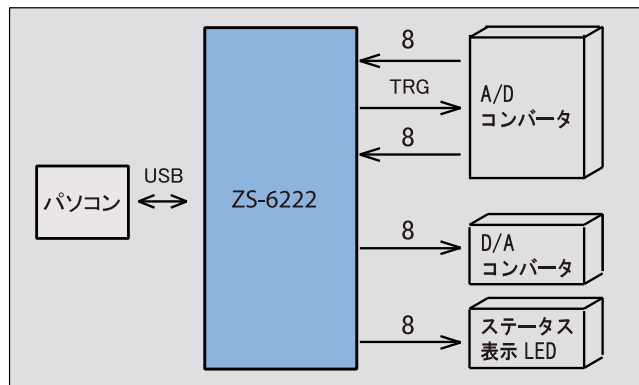 8
TRG
8
A/D
コンバータ
パソコン
USB
ZS-6222
8
D/A
コンバータ
8
ステータス
表示 LED